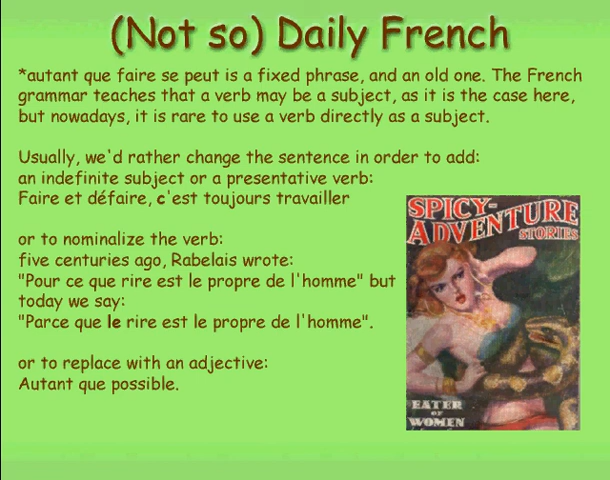 (Not so) Daily French
*autant que faire se peut is a fixed phrase, and an old one. The French
grammar teaches that a verb may be a subject, as it is the case here,
but nowadays, it is rare to use a verb directly as a subject.
Usually, we'd rather change the sentence in order to add:
an indefinite subject or a presentative verb:
Faire et défaire, c'est toujours travailler
or to nominalize the verb:
five centuries ago, Rabelais wrote:
"Pour ce que rire est le propre de l'homme" but
today we say:
"Parce que le rire est le propre de l'homme".
or to replace with an adjective:
Autant que possible.
SPICY-
ADVENTURE
STORIES
EATER
OF
WOMEN